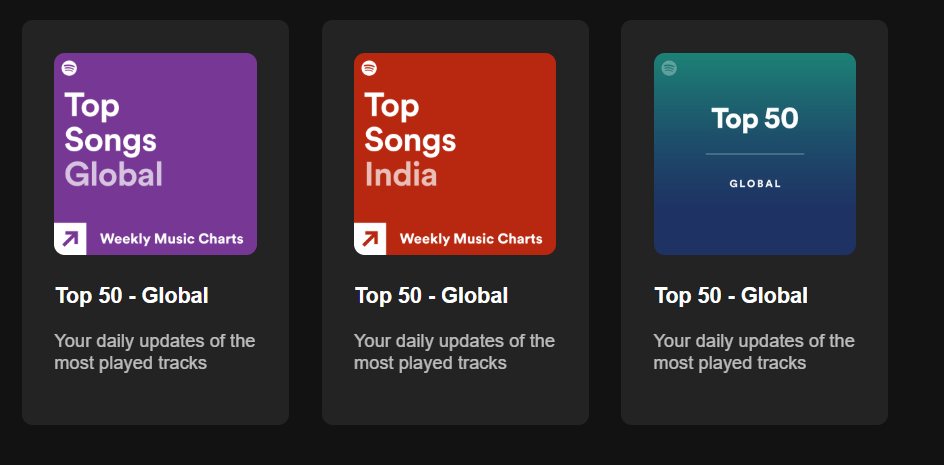 Top
Songs
Global
Weekly Music Charts
Top 50 - Global
Your daily updates of the
most played tracks
Top
Songs
India
Weekly Music Charts
Top 50 - Global
Your daily updates of the
most played tracks
Top 50
GLOBAL
Top 50 - Global
Your daily updates of the
most played tracks